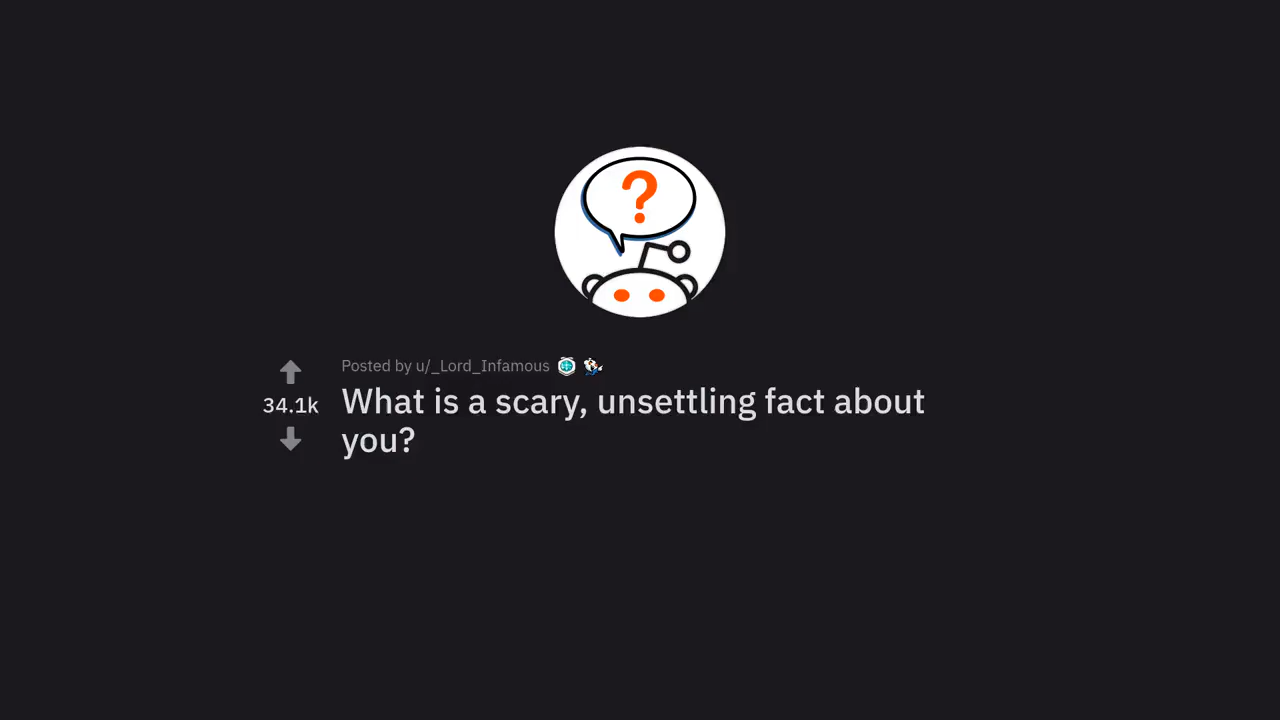 ?
Posted by u/_Lord_Infamous
34.1k
What is a scary, unsettling fact about
you?